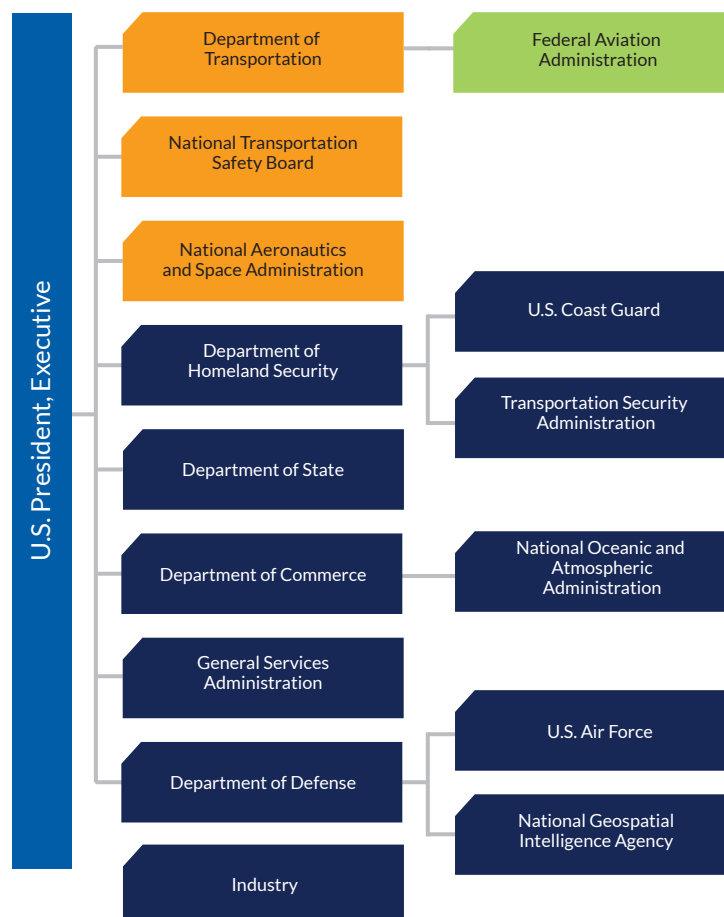 U.S. President, Executive
Department of
Transportation
Federal Aviation
Administration
National Transportation
Safety Board
National Aeronautics
and Space Administration
Department of
Homeland Security
U.S. Coast Guard
Transportation Security
Administration
Department of State
Department of Commerce
National Oceanic and
Atmospheric
Administration
General Services
Administration
Department of Defense
U.S. Air Force
National Geospatial
Intelligence Agency
Industry